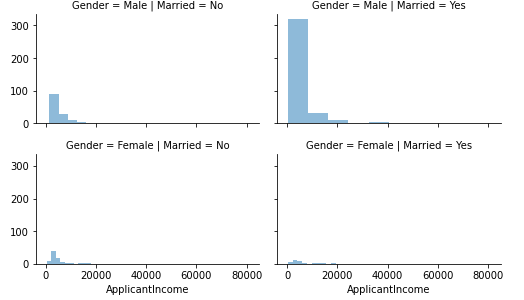 Gender = Male | Married = No
Gender = Male | Married = Yes
300
200
100
0
Gender = Female | Married = No
Gender = Female | Married = Yes
300
200
100
0
0 20000 40000 60000 80000
0 20000 40000 60000 80000
ApplicantIncome
ApplicantIncome